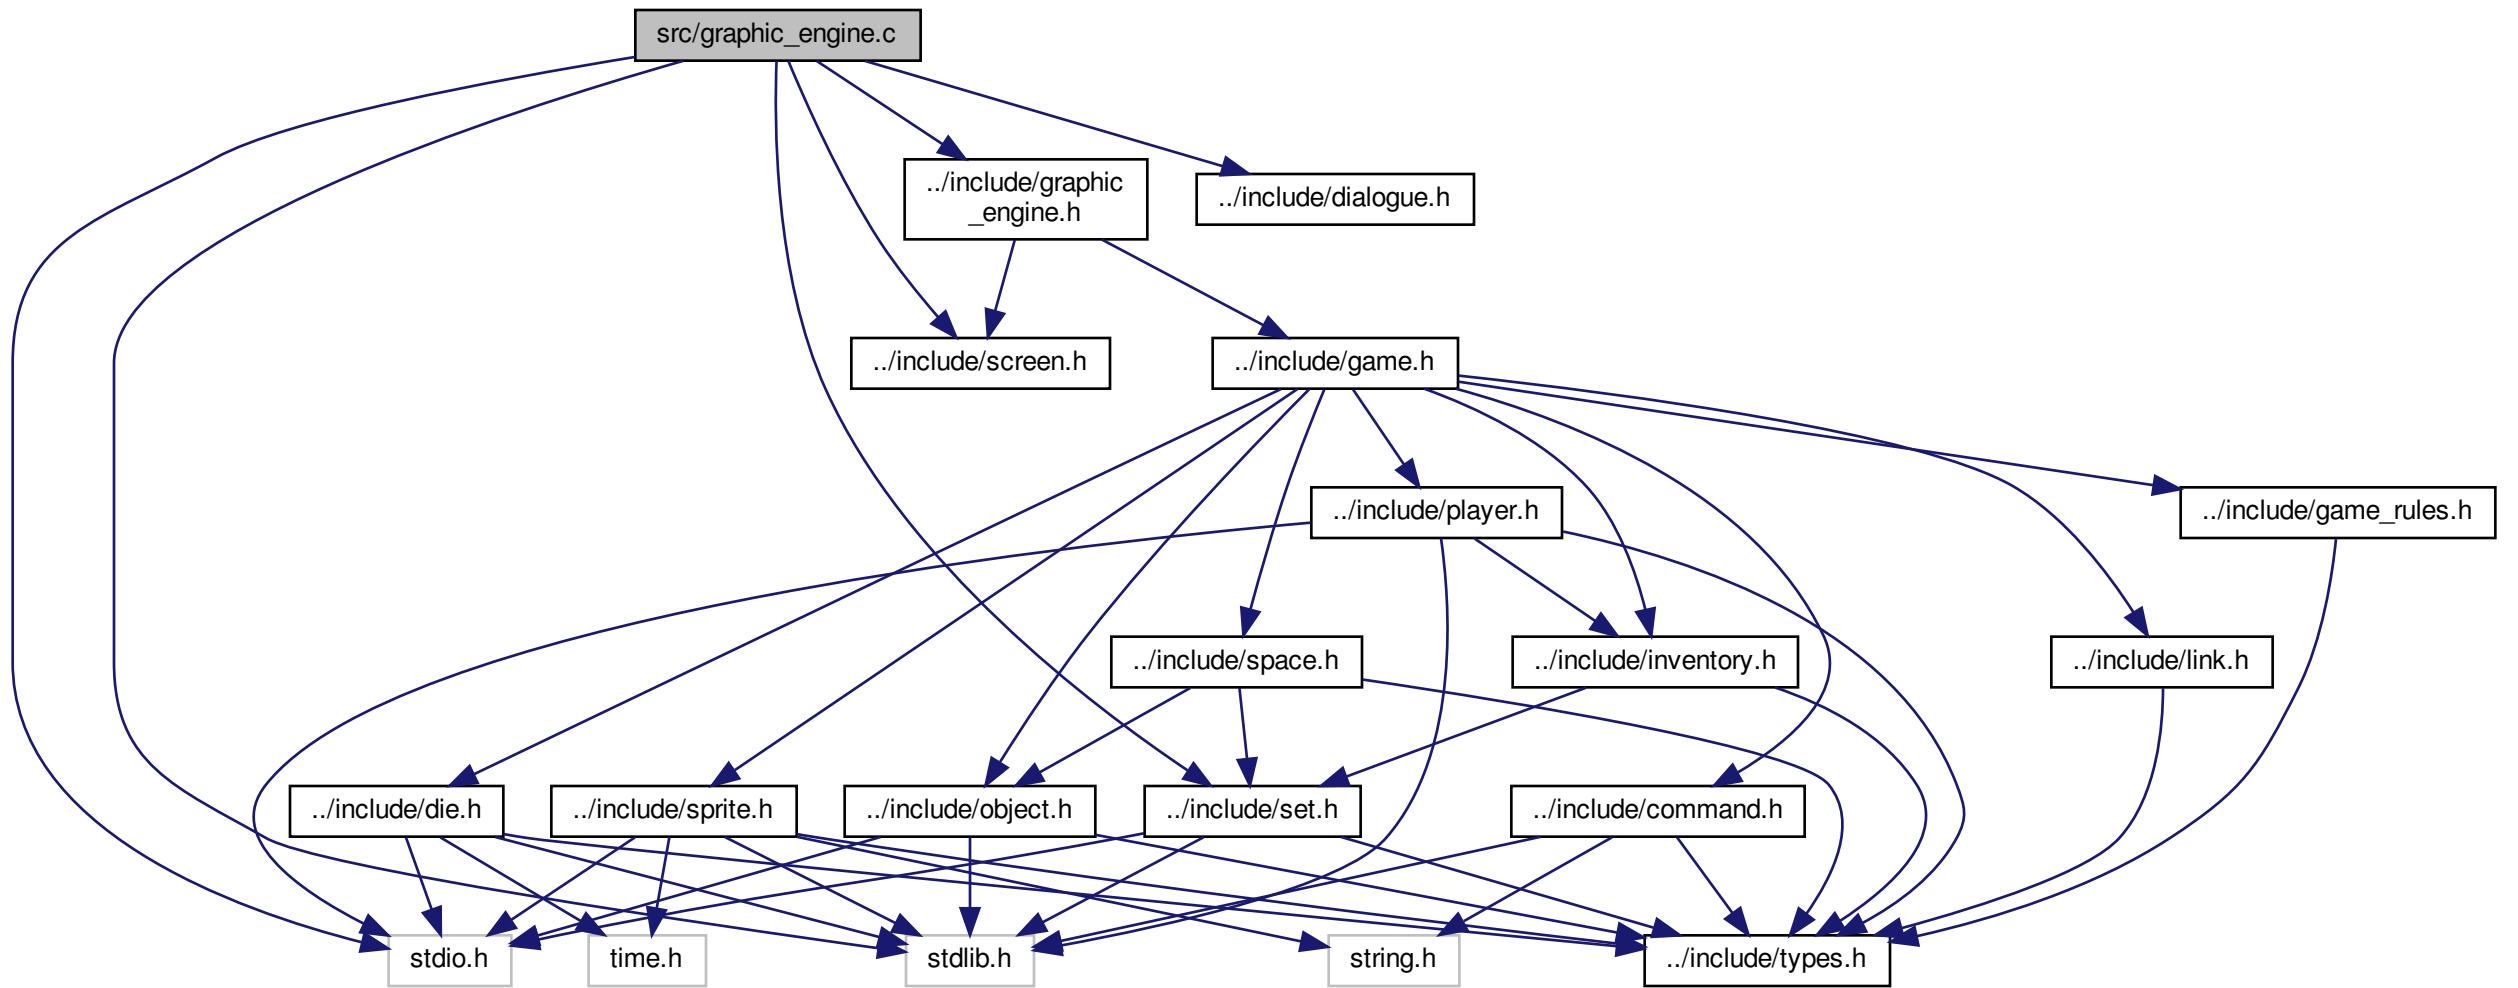 src/graphic_engine.c
../include/graphic
_engine.h
../include/dialogue.h
../include/screen.h
../include/game.h
../include/player.h
../include/game_rules.h
../include/space.h
../include/inventory.h
../include/link.h
../include/die.h
../include/sprite.h
../include/object.h
../include/set.h
../include/command.h
stdio.h
time.h
stdlib.h
string.h
../include/types.h